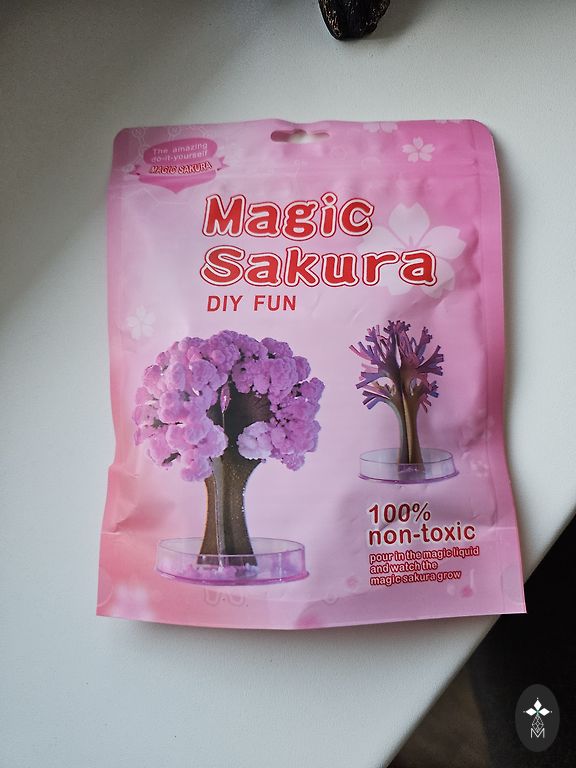 The amazing
do-it-yourself
MAGIC SAKURA
Magic
Sakura
DIY FUN
100%
non-toxic
pour in the magic liquid
and watch the
magic sakura grow